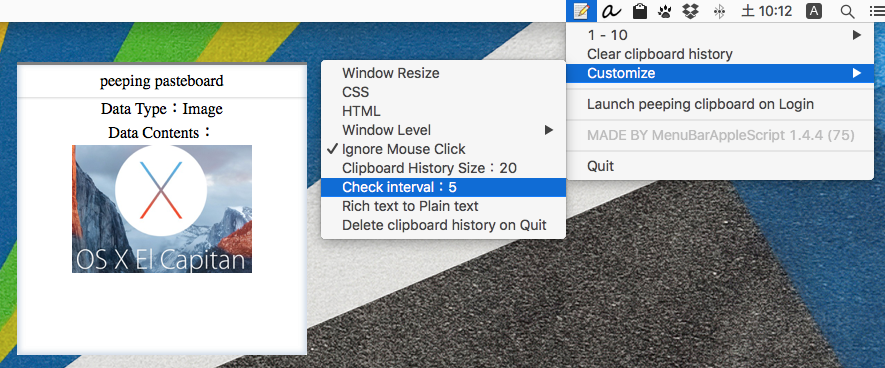 土 10:12 A
peeping pasteboard
Data Type：Image
Data Contents：
OS X El Capitan
Window Resize
CSS
HTML
Window Level
Ignore Mouse Click
Clipboard History Size：20
Check interval：5
Rich text to Plain text
Delete clipboard history on Quit
1 - 10
Clear clipboard history
Customize
Launch peeping clipboard on Login
MADE BY MenuBarAppleScript 1.4.4 (75)
Quit